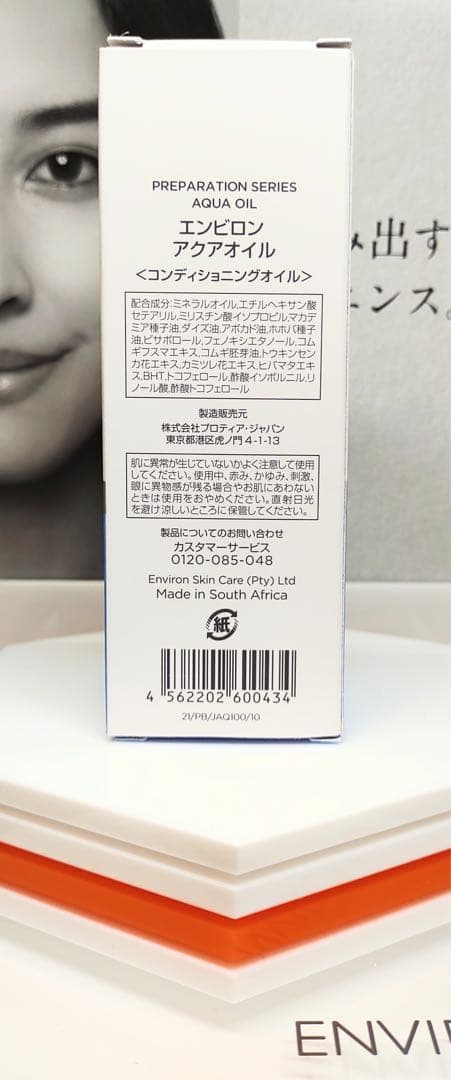 PREPARATION SERIES
AQUA OIL
エンビロン
アクアオイル
<コンディショニングオイル>
配合成分:ミネラルオイル,エチルヘキサン酸
セテアリル,ミリスチン酸イソプロピル,マカデ
ミア種子油,ダイズ油,アボカド油,ホホバ種子
油,ビサボロール,フェノキシエタノール,コム
ギフスマエキス,コムギ胚芽油,トウキンセン
カ花エキス,カミツレ花エキス,ヒバマタエキ
ス,BHT,トコフェロール,酢酸イソボルニル,リ
ノール酸,酢酸トコフェロール
製造販売元
株式会社プロティア・ジャパン
東京都港区虎ノ門 4-1-13
肌に異常が生じていないかよく注意して使用
してください。使用中、赤み、かゆみ、刺激、
眼に異物感が残る場合やお肌にあわない
ときは使用をおやめください。直射日光
を避け涼しいところに保管してください。
製品についてのお問い合わせ
カスタマーサービス
0120-085-048
Environ Skin Care (Pty) Ltd
Made in South Africa
紙
4 562202 600434
21/PB/JAQ100/10
み出す
エンス。
ENVI